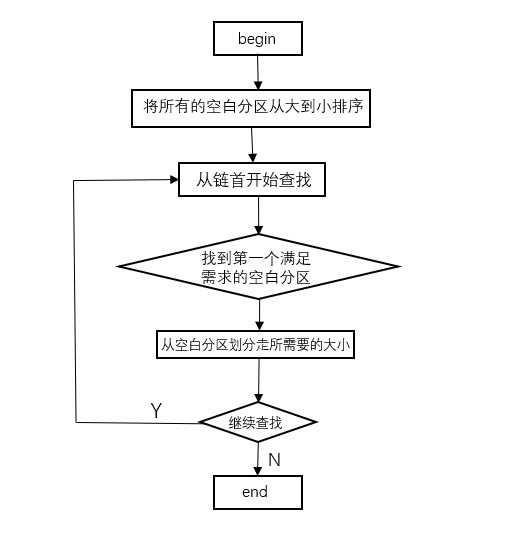 begin
将所有的空白分区从大到小排序
从链首开始查找
找到第一个满足
需求的空白分区
从空白分区划分走所需要的大小
Y
继续查找
N
end